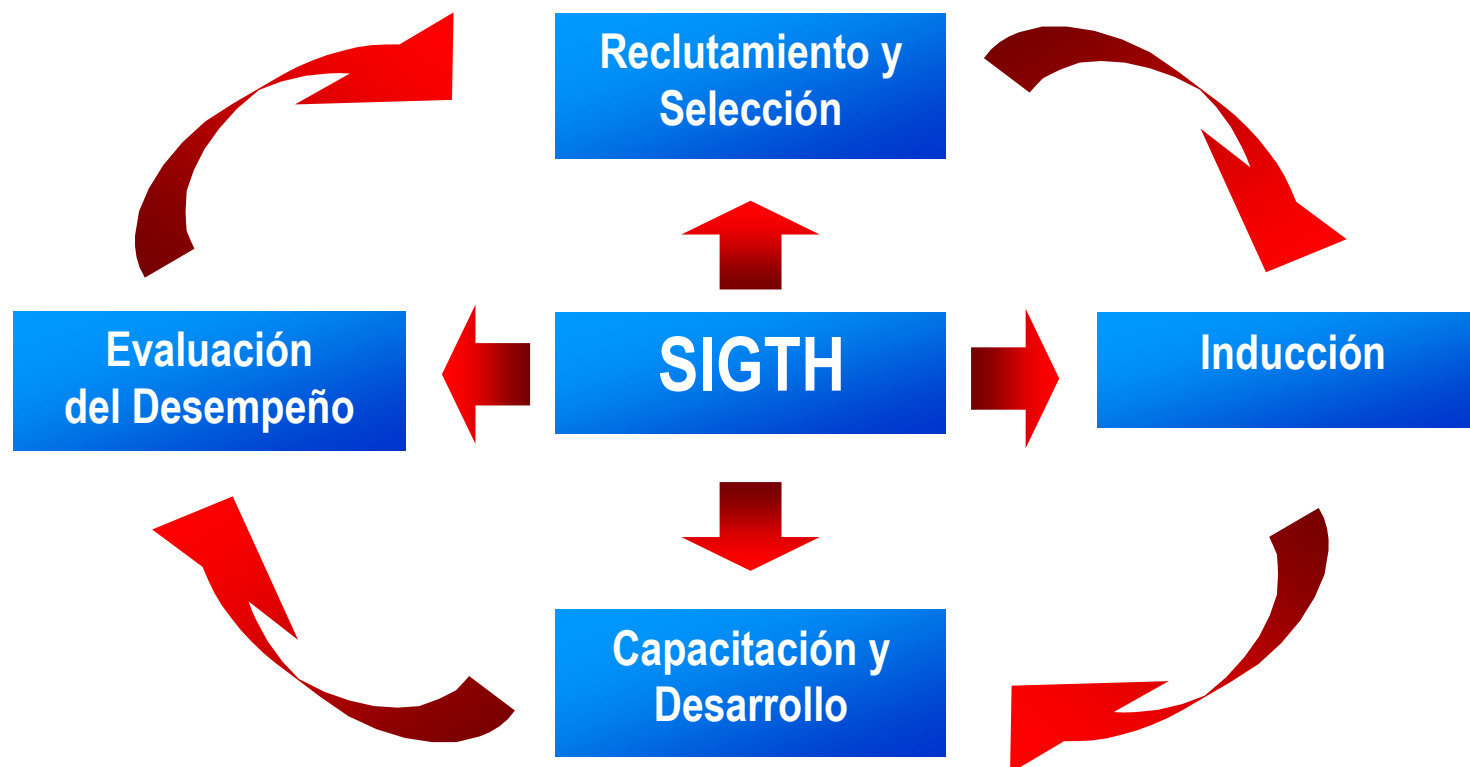 Reclutamiento y
Selección
Evaluación
del Desempeño
SIGTH
Inducción
Capacitación y
Desarrollo